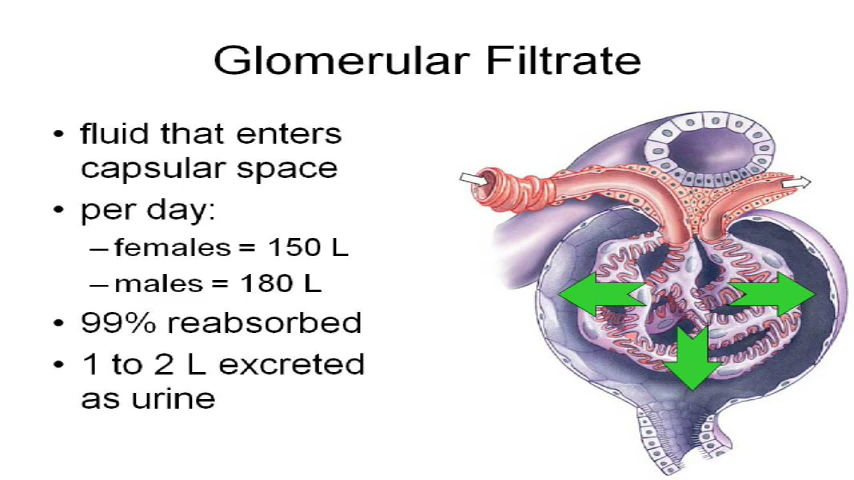 Glomerular Filtrate
• fluid that enters
capsular space
• per day:
– females = 150 L
– males = 180 L
• 99% reabsorbed
• 1 to 2 L excreted
as urine